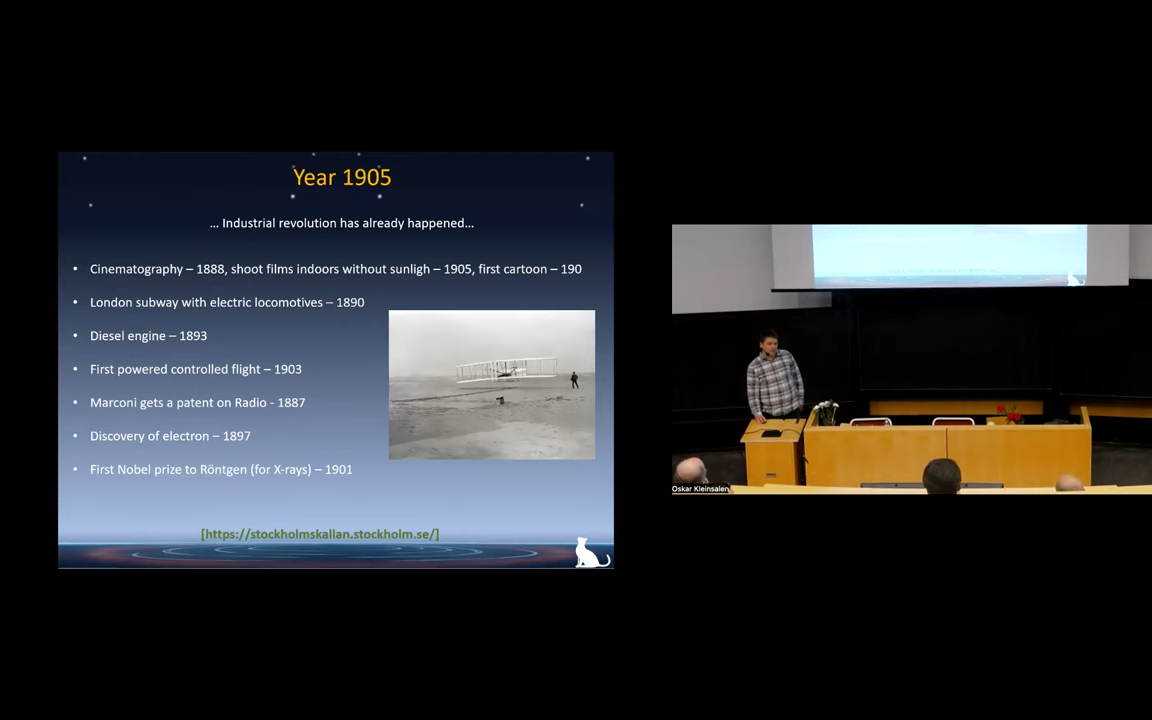 Year 1905
... Industrial revolution has already happened...
• Cinematography – 1888, shoot films indoors without sunligh – 1905, first cartoon – 190
• London subway with electric locomotives – 1890
• Diesel engine – 1893
• First powered controlled flight – 1903
• Marconi gets a patent on Radio - 1887
• Discovery of electron – 1897
• First Nobel prize to Röntgen (for X-rays) – 1901
[https://stockholmskallan.stockholm.se/]
Oskar Kleinsalen